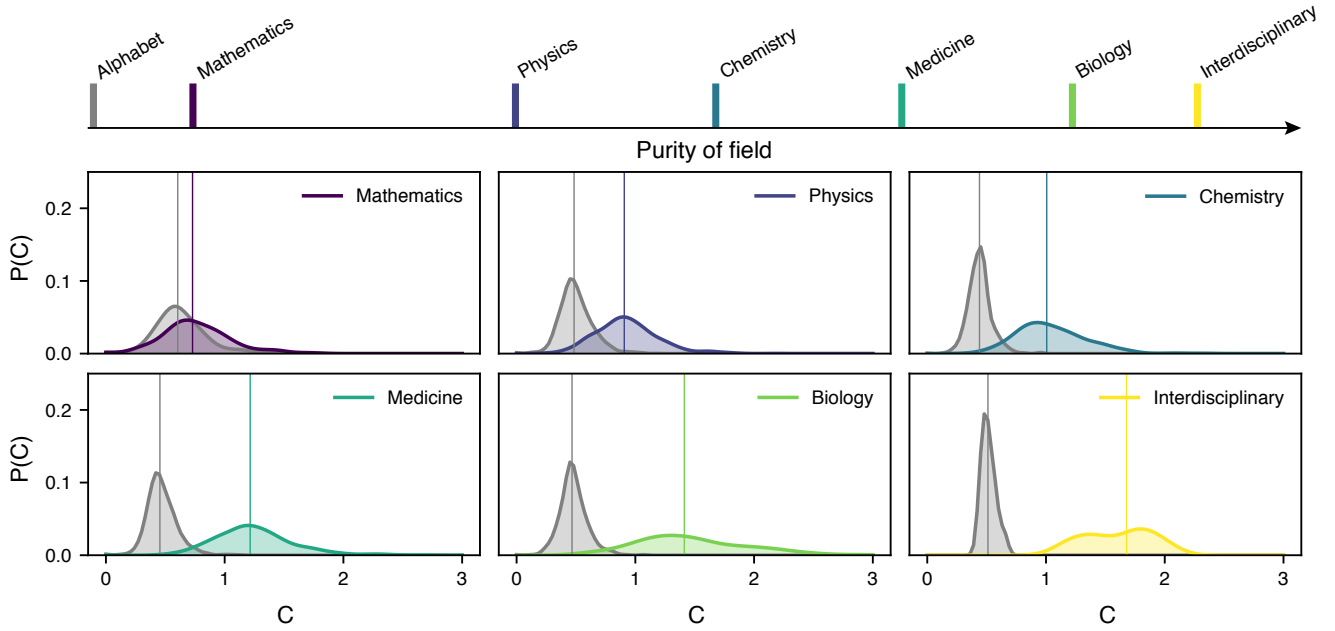 Alphabet
Mathematics
Physics
Chemistry
Medicine
Biology
Interdisciplinary
Purity of field
P(C)
0.2
0.1
0.0
Mathematics
Physics
Chemistry
P(C)
0.2
0.1
0.0
Medicine
Biology
Interdisciplinary
0 1 2 3
0 1 2 3
0 1 2 3
C
C
C